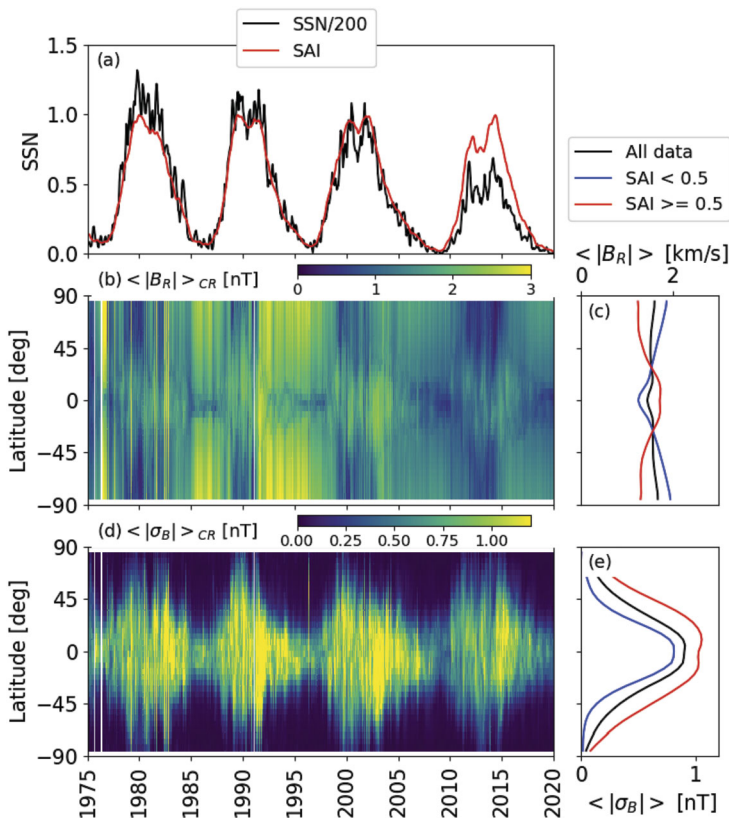 SSN/200
SAI
(a)
1.5
1.0
0.5
0.0
SSN
All data
SAI < 0.5
SAI >= 0.5
< |B_R| > [km/s]
0 2
(b) < |B_R| >_CR [nT]
0 1 2 3
90
45
0
−45
−90
Latitude [deg]
(c)
(d) < |σ_B| >_CR [nT]
0.00 0.25 0.50 0.75 1.00
90
45
0
−45
−90
Latitude [deg]
(e)
1975
1980
1985
1990
1995
2000
2005
2010
2015
2020
0 1
< |σ_B| > [nT]